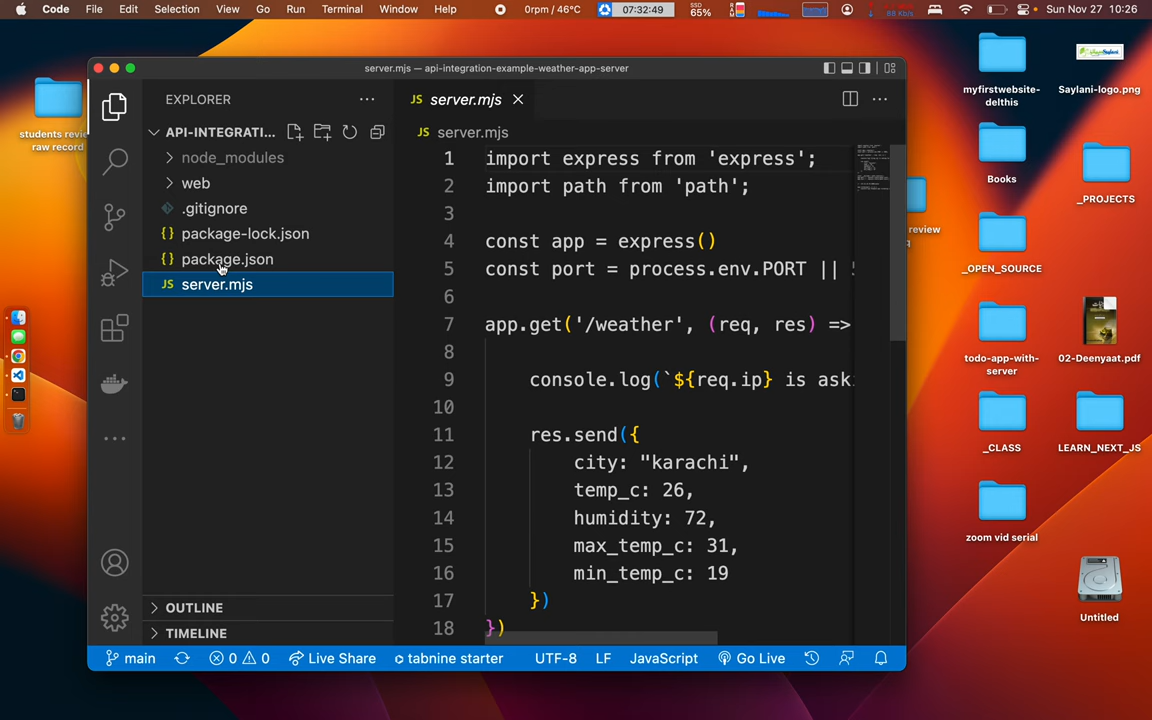 Code File Edit Selection View Go Run Terminal Window Help 0rpm / 46°C 07:32:49 SSD 65% 88 Kb/s Sun Nov 27 10:26
server.mjs — api-integration-example-weather-app-server
EXPLORER
API-INTEGRATI...
node_modules
web
.gitignore
{} package-lock.json
{} package.json
JS server.mjs
OUTLINE
TIMELINE
JS server.mjs
JS server.mjs
1 import express from 'express';
2 import path from 'path';
3
4 const app = express()
5 const port = process.env.PORT ||
6
7 app.get('/weather', (req, res) =>
8
9 console.log(`${req.ip} is ask
10
11 res.send({
12 city: "karachi",
13 temp_c: 26,
14 humidity: 72,
15 max_temp_c: 31,
16 min_temp_c: 19
17 })
18 })
main 0 0 Live Share tabnine starter UTF-8 LF JavaScript Go Live
students revi
raw record
myfirstwebsite-
delthis
Saylani-logo.png
Books
_PROJECTS
review
q
_OPEN_SOURCE
todo-app-with-
server
02-Deenyaat.pdf
_CLASS
LEARN_NEXT_JS
zoom vid serial
Untitled